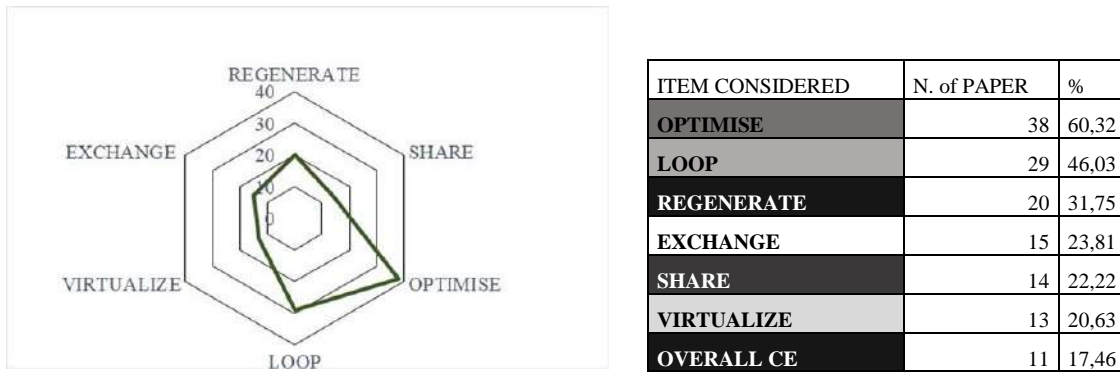 REGENERATE
40
30
EXCHANGE 20 SHARE
10
0
VIRTUALIZE OPTIMISE
LOOP
ITEM CONSIDERED N. of PAPER %
OPTIMISE 38 60,32
LOOP 29 46,03
REGENERATE 20 31,75
EXCHANGE 15 23,81
SHARE 14 22,22
VIRTUALIZE 13 20,63
OVERALL CE 11 17,46